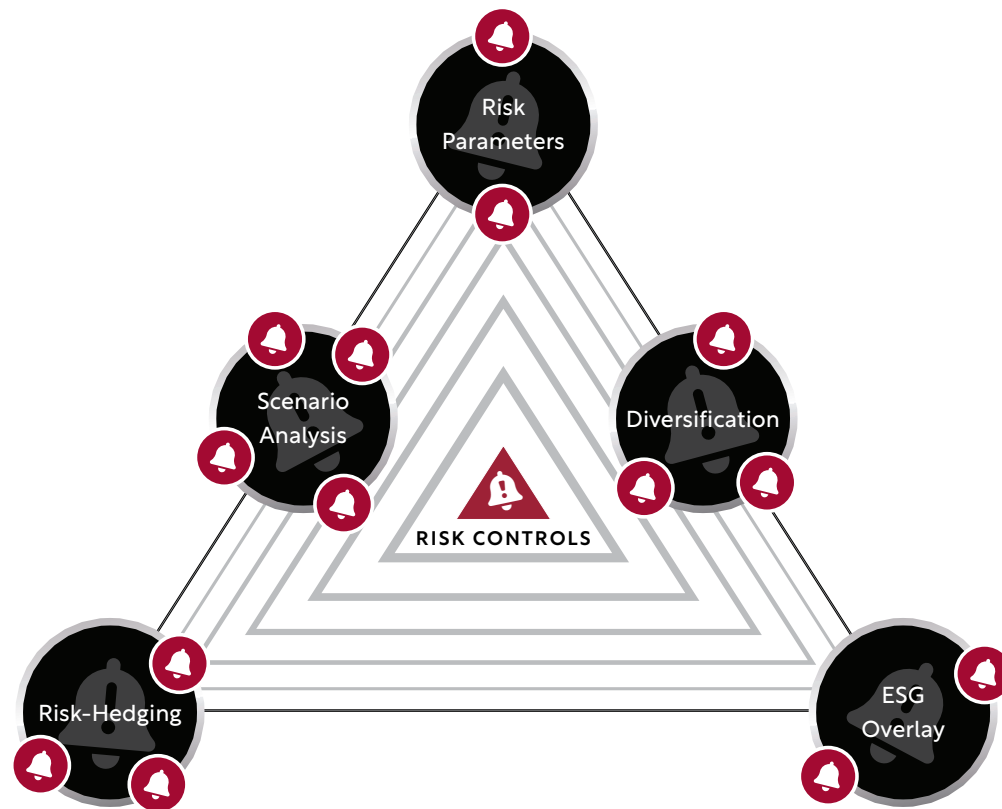 Risk
Parameters
Scenario
Analysis
Diversification
RISK CONTROLS
Risk-Hedging
ESG
Overlay